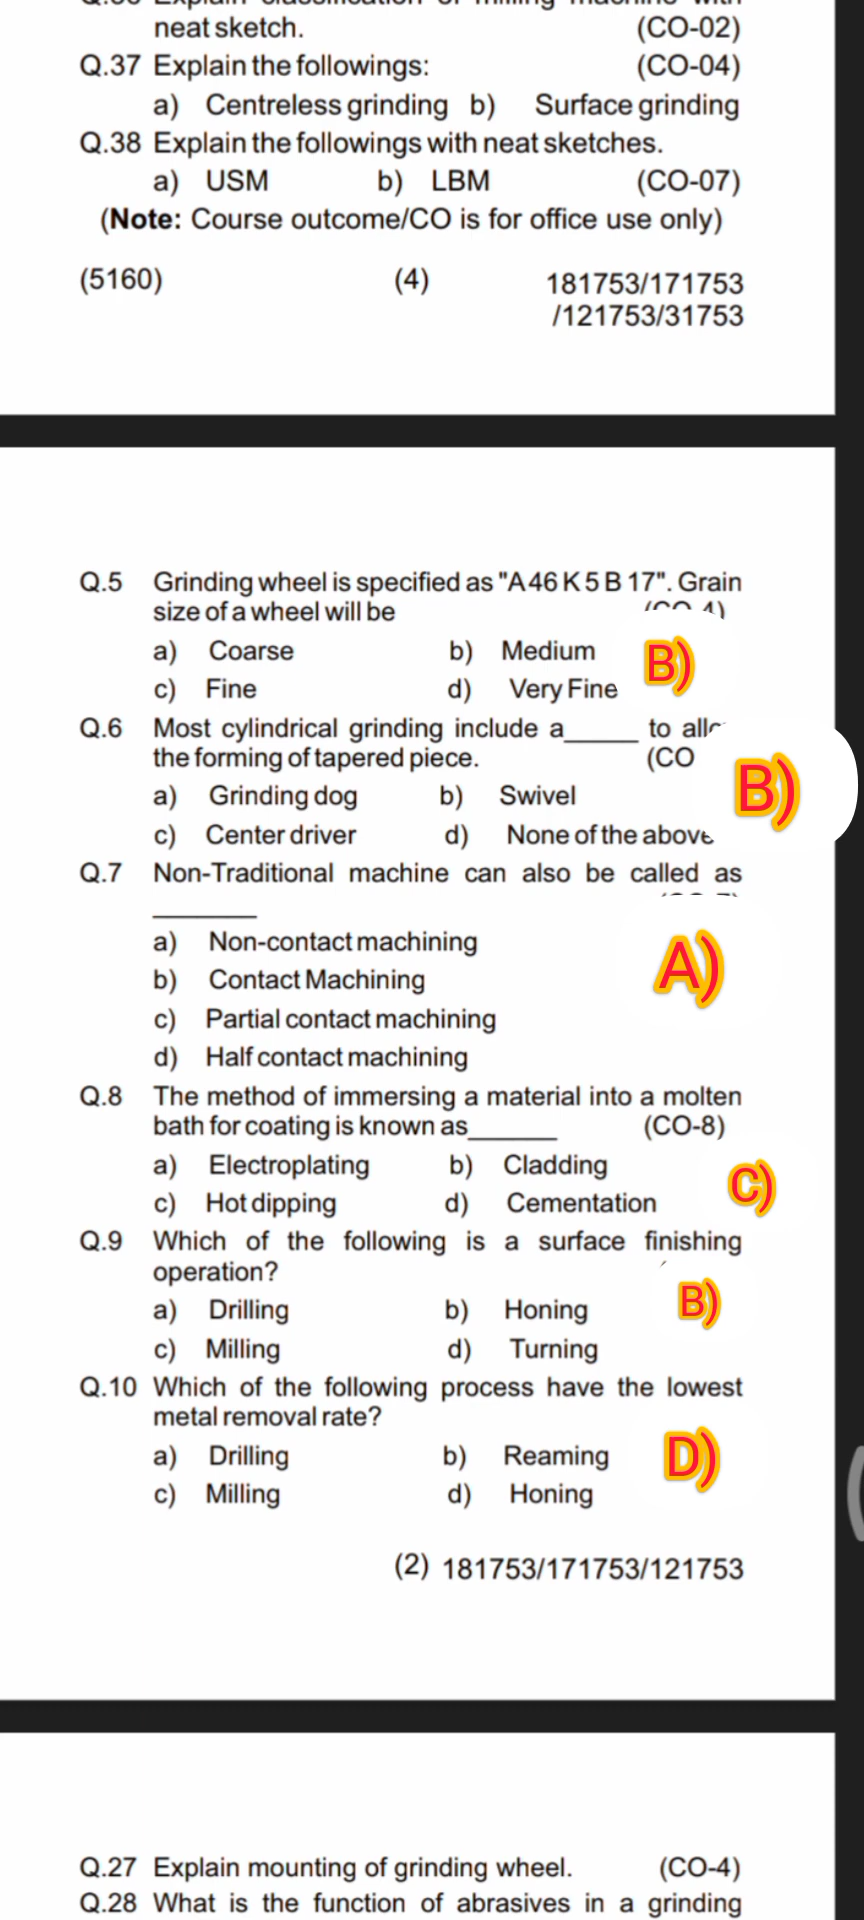 neat sketch. (CO-02)
Q.37 Explain the followings: (CO-04)
a) Centreless grinding b) Surface grinding
Q.38 Explain the followings with neat sketches.
a) USM b) LBM (CO-07)
(Note: Course outcome/CO is for office use only)
(5160) (4) 181753/171753
/121753/31753
Q.5 Grinding wheel is specified as "A 46 K 5 B 17". Grain
size of a wheel will be
a) Coarse b) Medium B)
c) Fine d) Very Fine
Q.6 Most cylindrical grinding include a_____ to
the forming of tapered piece. (CO
a) Grinding dog b) Swivel B)
c) Center driver d) None of the above
Q.7 Non-Traditional machine can also be called as
_______
a) Non-contact machining A)
b) Contact Machining
c) Partial contact machining
d) Half contact machining
Q.8 The method of immersing a material into a molten
bath for coating is known as______ (CO-8)
a) Electroplating b) Cladding C)
c) Hot dipping d) Cementation
Q.9 Which of the following is a surface finishing
operation?
a) Drilling b) Honing B)
c) Milling d) Turning
Q.10 Which of the following process have the lowest
metal removal rate?
a) Drilling b) Reaming D)
c) Milling d) Honing
(2) 181753/171753/121753
Q.27 Explain mounting of grinding wheel. (CO-4)
Q.28 What is the function of abrasives in a grinding